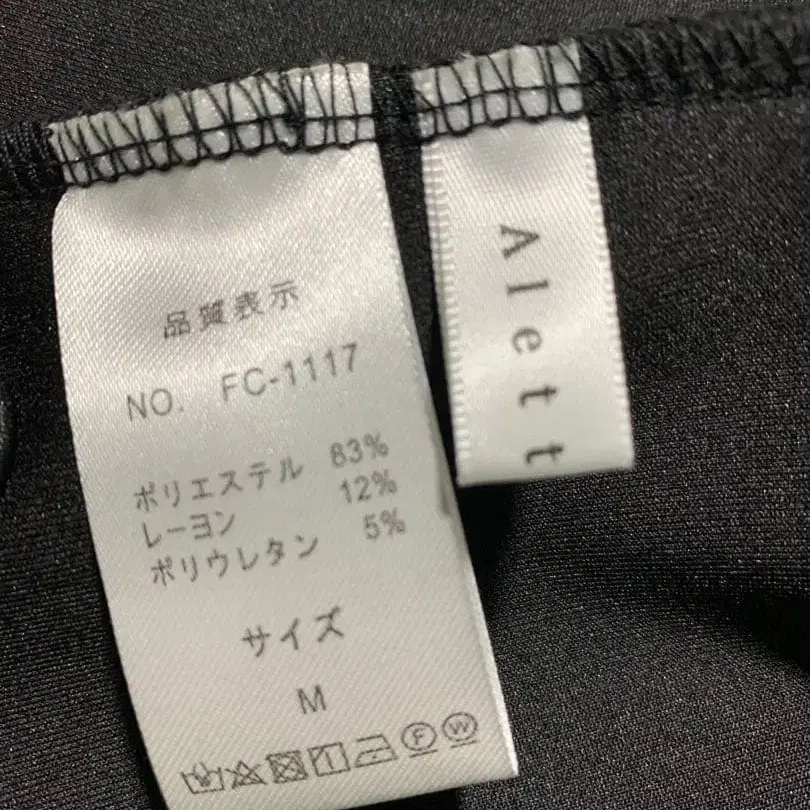 品質表示
NO. FC-1117
ポリエステル 83%
レーヨン 12%
ポリウレタン 5%
サイズ
M
F W
Alett